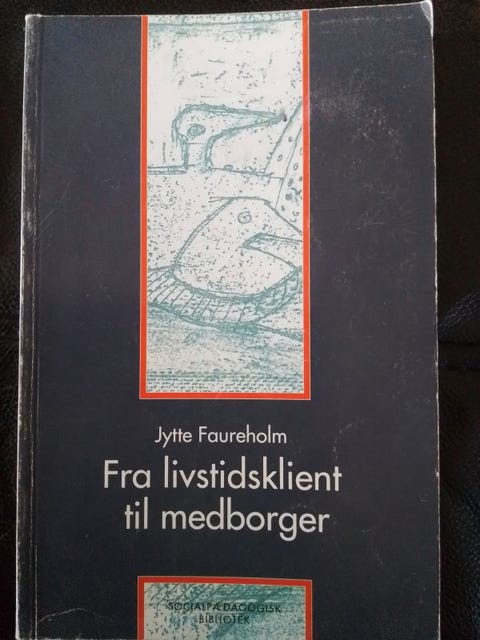 Jytte Faureholm
Fra livstidsklient
til medborger
SOCIALPÆDAGOGISK
BIBLIOTEK